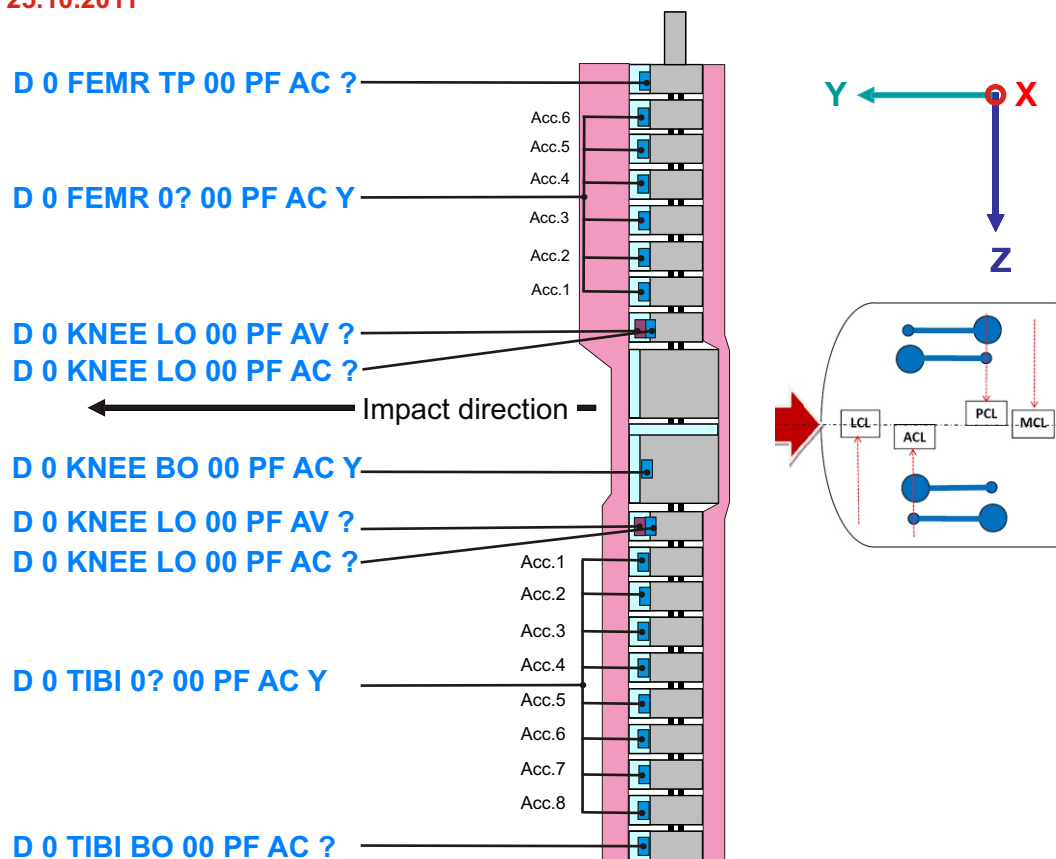 25.10.2011
D 0 FEMR TP 00 PF AC ?
Acc.6
Acc.5
Acc.4
D 0 FEMR 0? 00 PF AC Y
Acc.3
Acc.2
Acc.1
D 0 KNEE LO 00 PF AV ?
D 0 KNEE LO 00 PF AC ?
Impact direction
D 0 KNEE BO 00 PF AC Y
D 0 KNEE LO 00 PF AV ?
D 0 KNEE LO 00 PF AC ?
Acc.1
Acc.2
Acc.3
Acc.4
D 0 TIBI 0? 00 PF AC Y
Acc.5
Acc.6
Acc.7
Acc.8
D 0 TIBI BO 00 PF AC ?
Y
X
Z
LCL
ACL
PCL
MCL